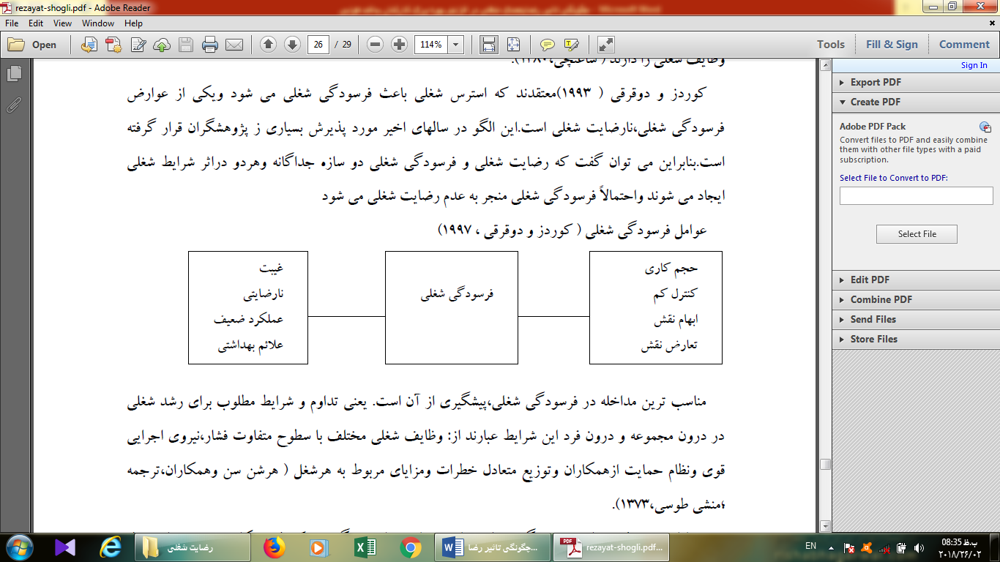 rezayat-shogli.pdf - Adobe Reader
File Edit View Window Help
Open 26 / 29 114% Tools Fill & Sign Comment
Sign In
وظایف شغلی را دارند ( ساعتچی،۱۳۸۰).
کوردز و دوقرقی ( ۱۹۹۳)معتقدند که استرس شغلی باعث فرسودگی شغلی می شود ویکی از عوارض
فرسودگی شغلی،نارضایت شغلی است.این الگو در سالهای اخیر مورد پذیرش بسیاری ز پژوهشگران قرار گرفته
است.بنابراین می توان گفت که رضایت شغلی و فرسودگی شغلی دو سازه جداگانه وهردو دراثر شرایط شغلی
ایجاد می شوند واحتمالاً فرسودگی شغلی منجر به عدم رضایت شغلی می شود
عوامل فرسودگی شغلی ( کوردز و دوقرقی ، ۱۹۹۷)
حجم کاری
کنترل کم
ابهام نقش
تعارض نقش
فرسودگی شغلی
غیبت
نارضایتی
عملکرد ضعیف
علائم بهداشتی
مناسب ترین مداخله در فرسودگی شغلی،پیشگیری از آن است. یعنی تداوم و شرایط مطلوب برای رشد شغلی
در درون مجموعه و درون فرد این شرایط عبارند از: وظایف شغلی مختلف با سطوح متفاوت فشار،نیروی اجرایی
قوی ونظام حمایت ازهمکاران وتوزیع متعادل خطرات ومزایای مربوط به هرشغل ( هرشن سن وهمکاران،ترجمه
؛منشی طوسی،۱۳۷۳).
Export PDF
Create PDF
Adobe PDF Pack
Convert files to PDF and easily combine
them with other file types with a paid
subscription.
Select File to Convert to PDF:
Select File
Edit PDF
Combine PDF
Send Files
Store Files
رضایت شغلی
چگونگی تاثیر رضا...
rezayat-shogli.pdf...
EN
08:35 ب.ظ
۲۰۱۸/۲۶/۰۲